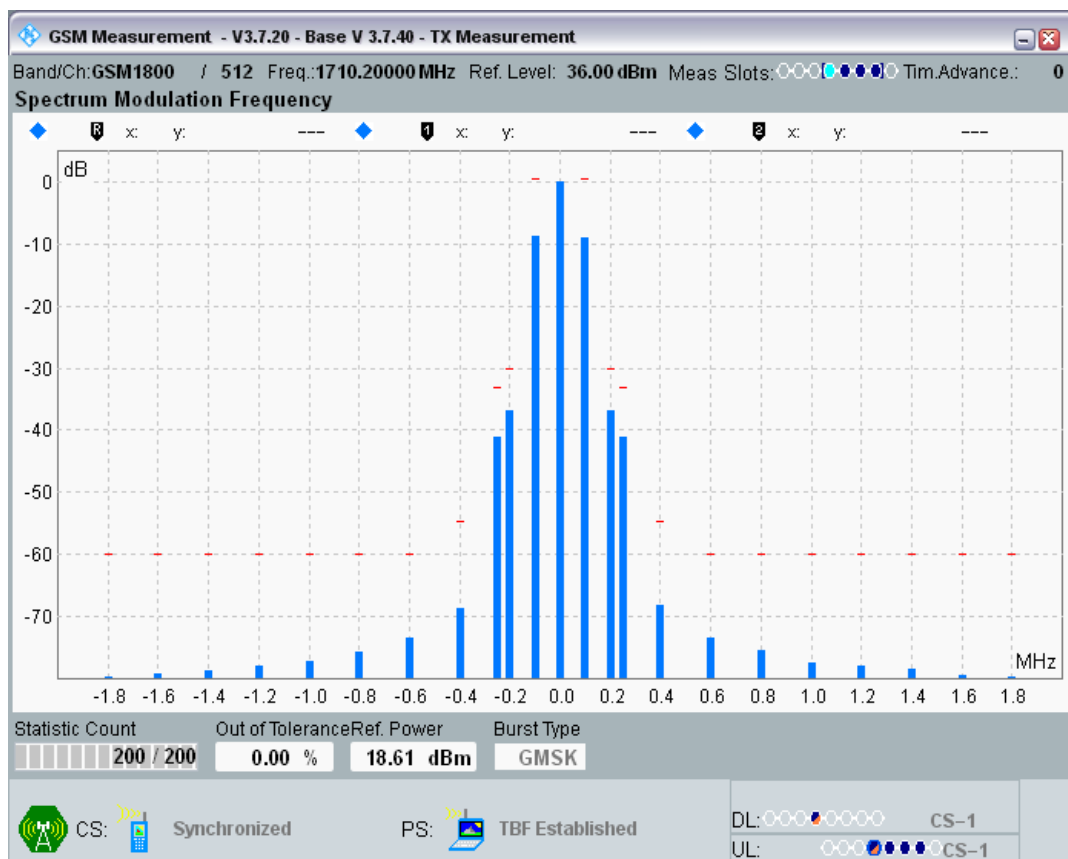 GSM Measurement - V3.7.20 - Base V 3.7.40 - TX Measurement
Band/Ch:GSM1800 / 512 Freq.:1710.20000 MHz Ref. Level: 36.00 dBm Meas Slots: Tim.Advance.: 0
Spectrum Modulation Frequency
R x: y: --- 1 x: y: --- 2 x: y: ---
dB
0
-10
-20
-30
-40
-50
-60
-70
MHz
-1.8 -1.6 -1.4 -1.2 -1.0 -0.8 -0.6 -0.4 -0.2 0.0 0.2 0.4 0.6 0.8 1.0 1.2 1.4 1.6 1.8
Statistic Count Out of Tolerance Ref. Power Burst Type
200 / 200 0.00 % 18.61 dBm GMSK
CS: Synchronized PS: TBF Established
DL: CS-1
UL: CS-1